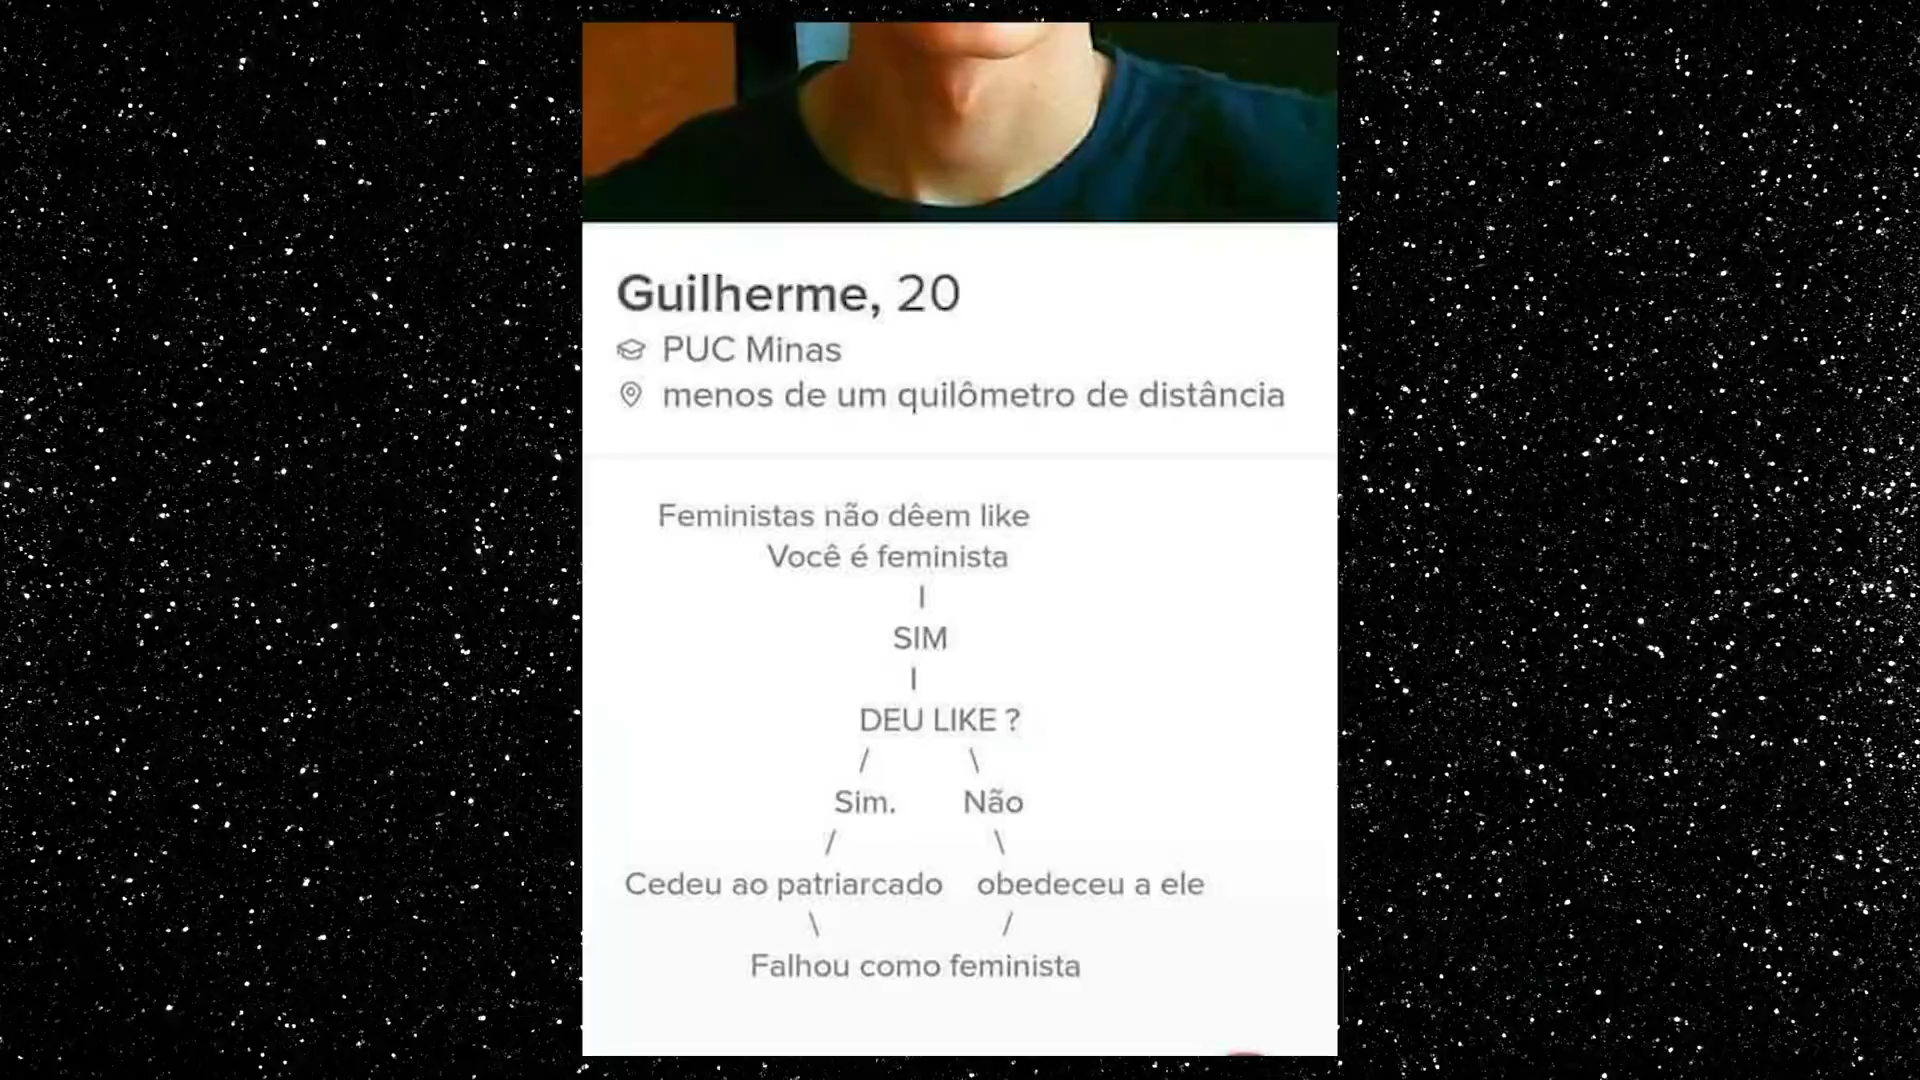 Guilherme, 20
PUC Minas
menos de um quilômetro de distância
Feministas não dêem like
Você é feminista
|
SIM
|
DEU LIKE ?
/ \
Sim. Não
/ \
Cedeu ao patriarcado obedeceu a ele
\ /
Falhou como feminista